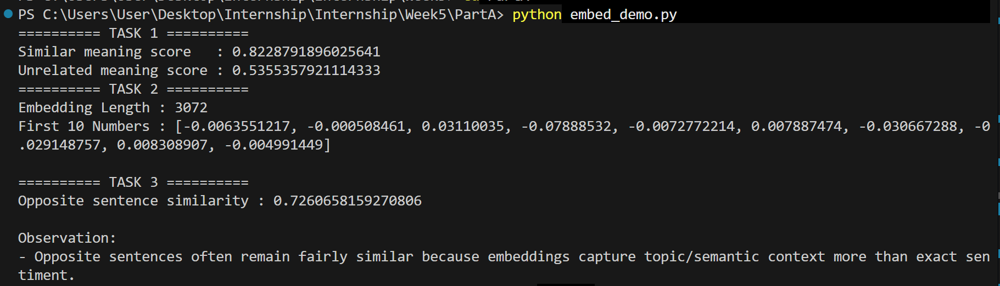 PS C:\Users\User\Desktop\Internship\Internship\Week5\PartA> python embed_demo.py
========== TASK 1 ==========
Similar meaning score   : 0.8228791896025641
Unrelated meaning score : 0.5355357921114333
========== TASK 2 ==========
Embedding Length : 3072
First 10 Numbers : [-0.0063551217, -0.000508461, 0.03110035, -0.07888532, -0.0072772214, 0.007887474, -0.030667288, -0
.029148757, 0.008308907, -0.004991449]
========== TASK 3 ==========
Opposite sentence similarity : 0.7260658159270806
Observation:
- Opposite sentences often remain fairly similar because embeddings capture topic/semantic context more than exact sen
timent.